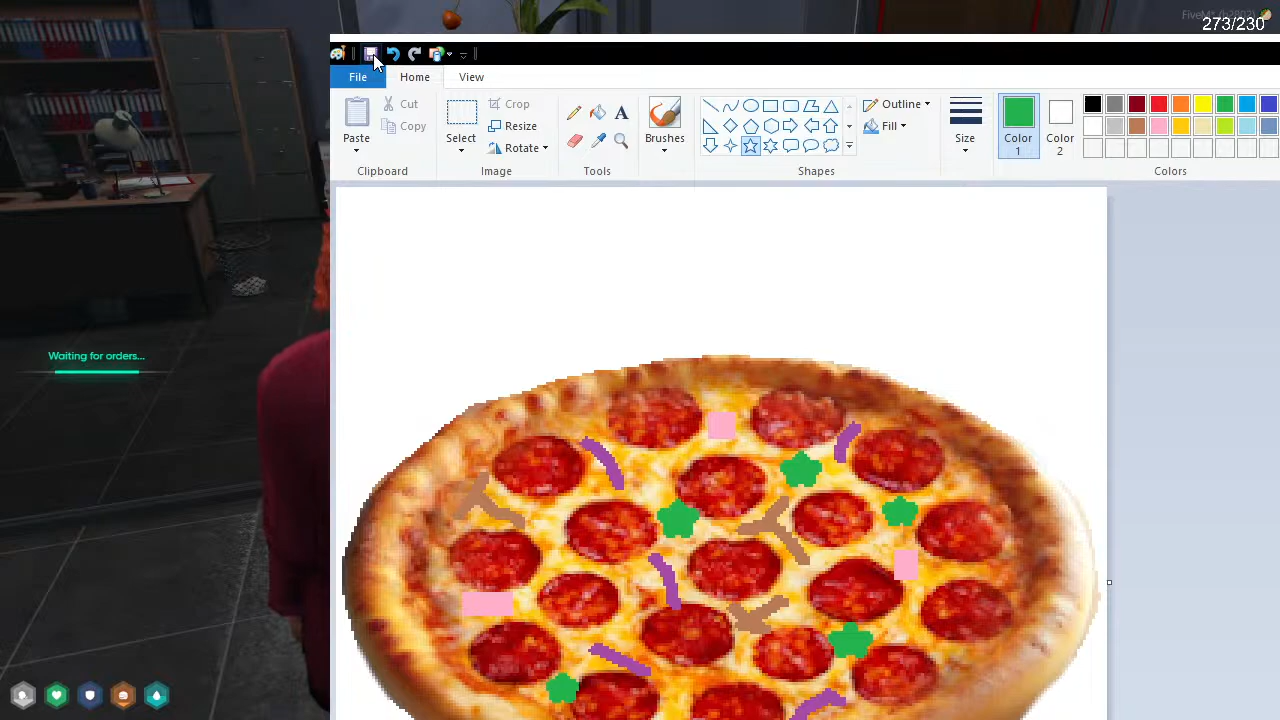 273/230
File Home View
Cut
Copy
Paste
Clipboard
Select
Crop
Resize
Rotate
Image
Tools
Brushes
A
Outline
Fill
Shapes
Size
Color
1
Color
2
Colors
Waiting for orders...